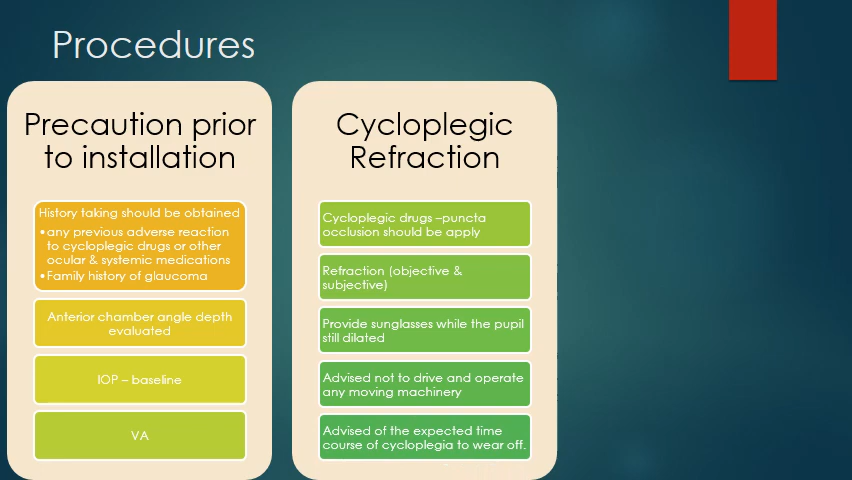 Procedures
Precaution prior
to installation
History taking should be obtained
•any previous adverse reaction
to cycloplegic drugs or other
ocular & systemic medications
•Family history of glaucoma
Anterior chamber angle depth
evaluated
IOP – baseline
VA
Cycloplegic
Refraction
Cycloplegic drugs –puncta
occlusion should be apply
Refraction (objective &
subjective)
Provide sunglasses while the pupil
still dilated
Advised not to drive and operate
any moving machinery
Advised of the expected time
course of cycloplegia to wear off.